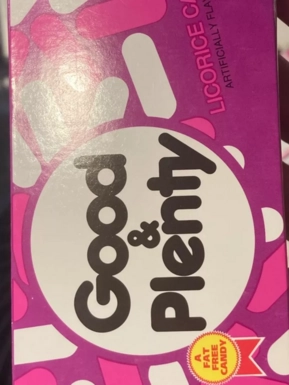 LICORICE CA
ARTIFICIALLY FLA
Good
&
Plenty
A
FAT
FREE
CANDY